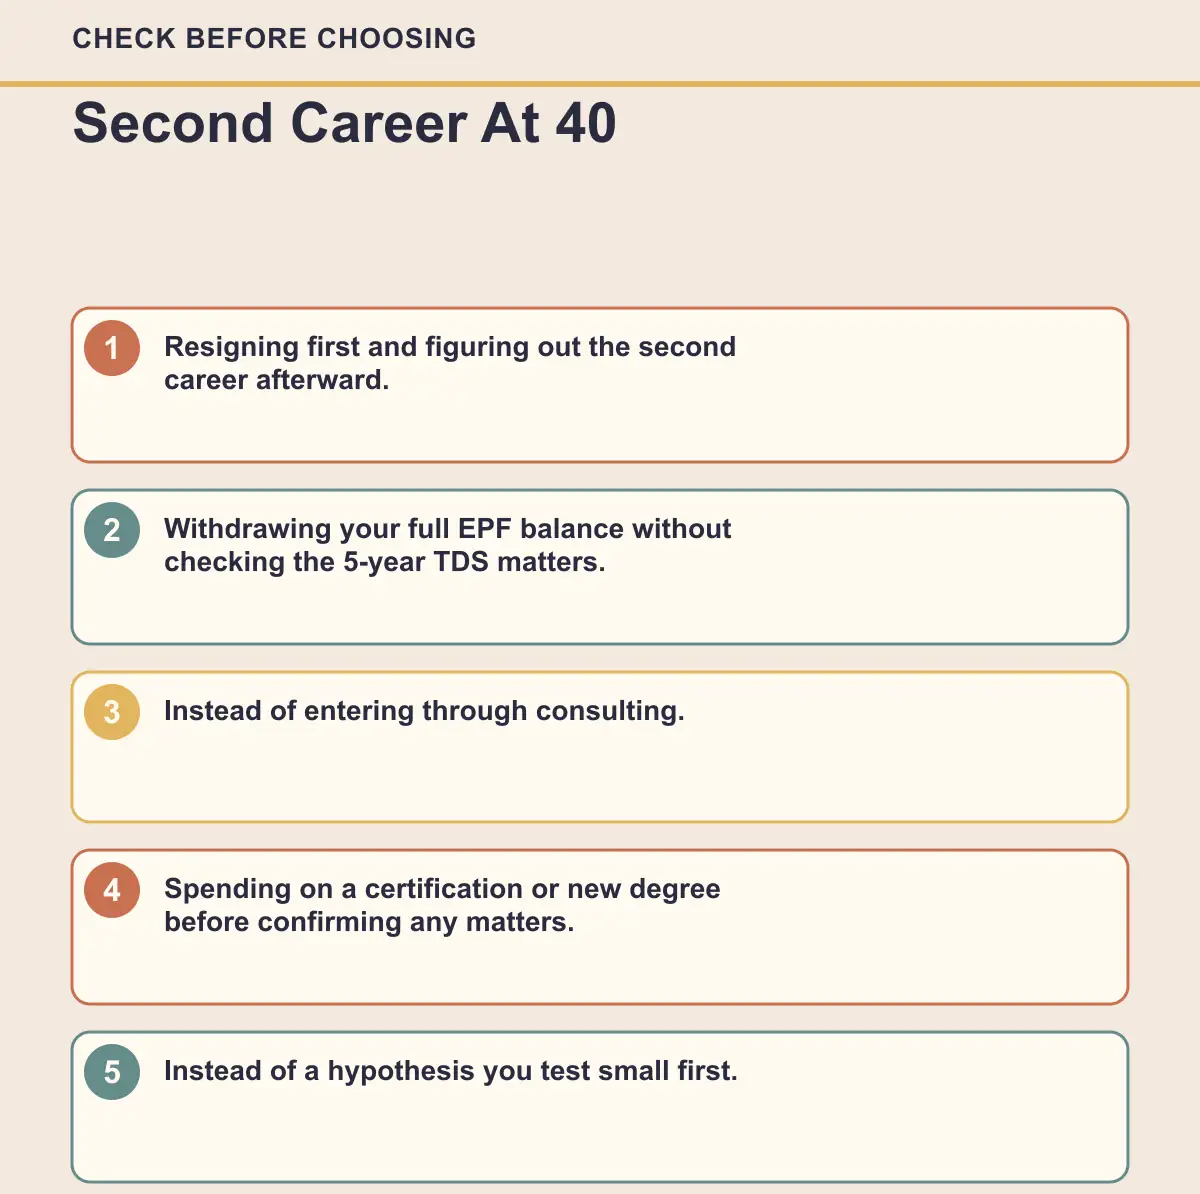 CHECK BEFORE CHOOSING
Second Career At 40
1
Resigning first and figuring out the second
career afterward.
2
Withdrawing your full EPF balance without
checking the 5-year TDS matters.
3
Instead of entering through consulting.
4
Spending on a certification or new degree
before confirming any matters.
5
Instead of a hypothesis you test small first.